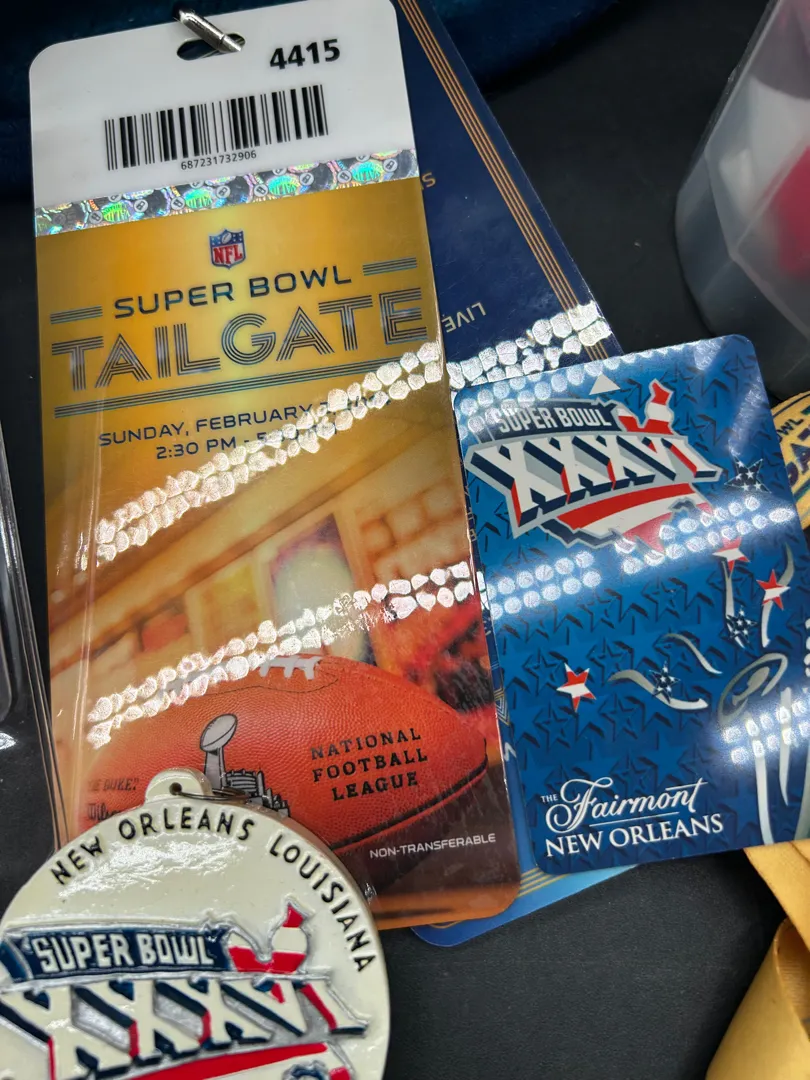 4415
687231732906
NFL
SUPER BOWL
TAILGATE
SUNDAY, FEBRUARY
2:30 PM -
NATIONAL
FOOTBALL
LEAGUE
NON-TRANSFERABLE
SUPER BOWL
XXXVI
THE Fairmont
NEW ORLEANS
NEW ORLEANS LOUISIANA
SUPER BOWL
XXXVI